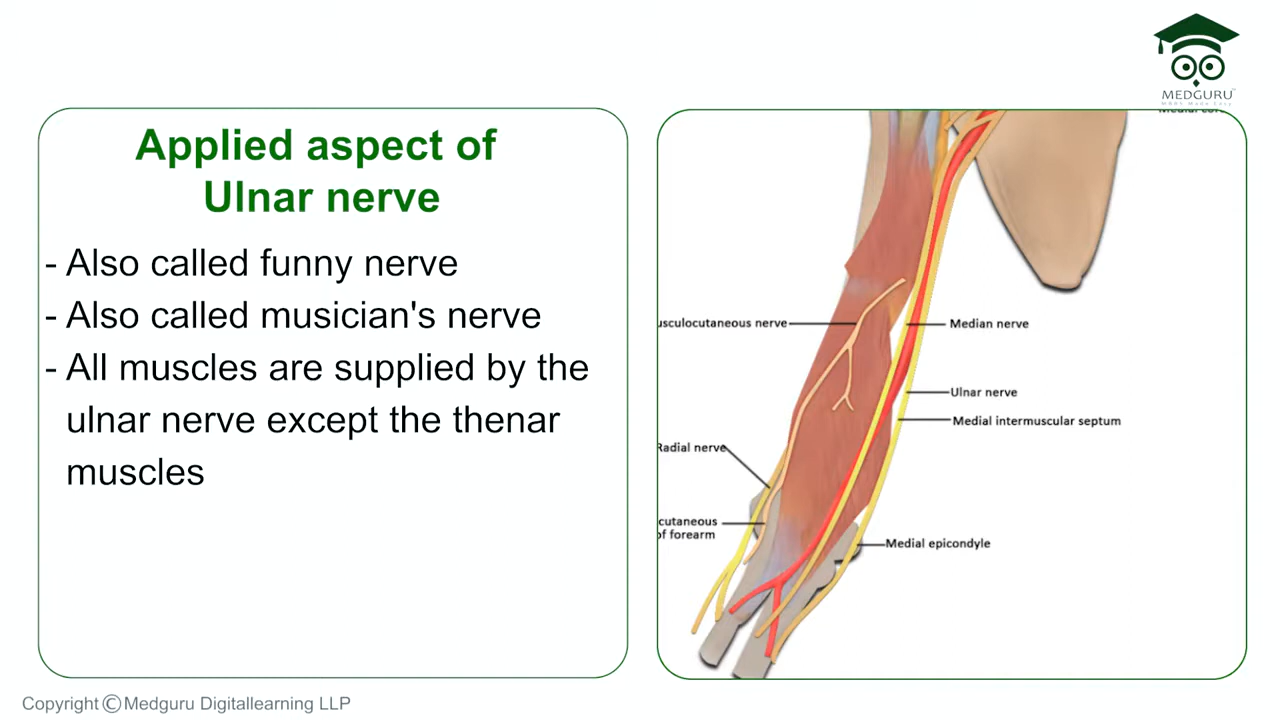 MEDGURU
Applied aspect of
Ulnar nerve
- Also called funny nerve
- Also called musician's nerve
- All muscles are supplied by the
ulnar nerve except the thenar
muscles
usculocutaneous nerve
Median nerve
Ulnar nerve
Medial intermuscular septum
Radial nerve
cutaneous
of forearm
Medial epicondyle
Copyright © Medguru Digitallearning LLP